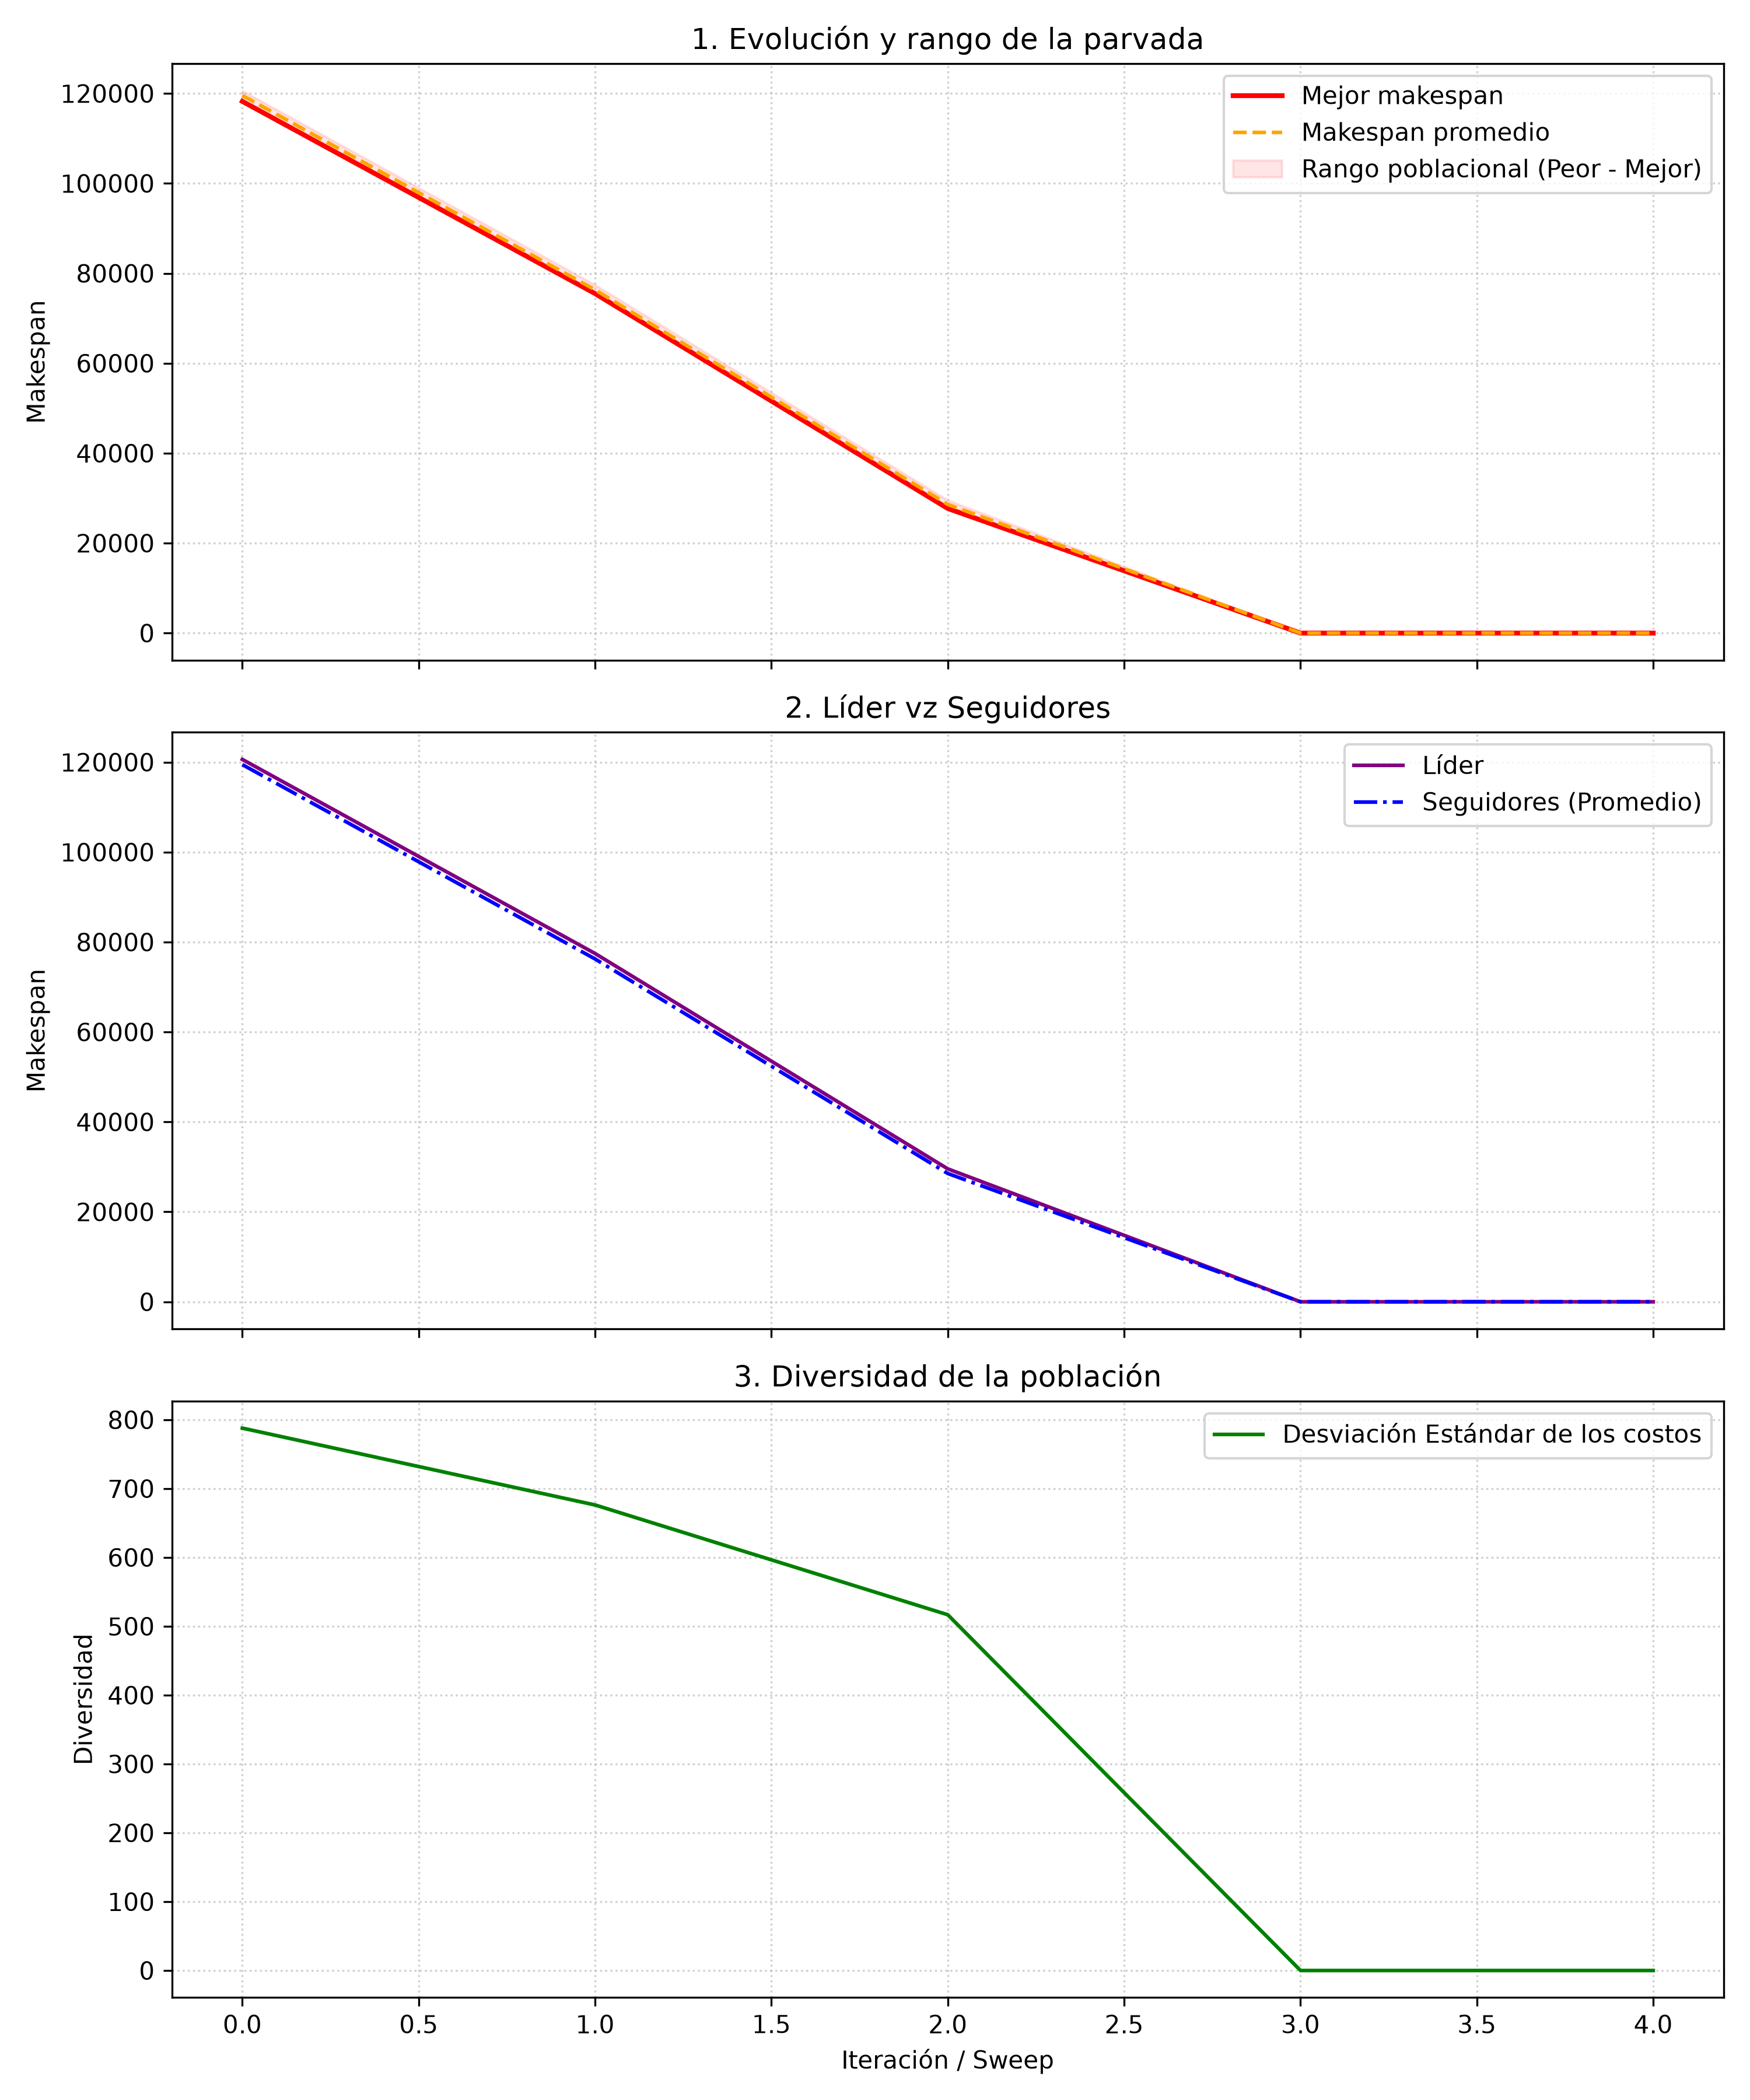 1. Evolución y rango de la parvada
Mejor makespan
Makespan promedio
Rango poblacional (Peor - Mejor)
120000
100000
80000
60000
40000
20000
0
Makespan
2. Líder vz Seguidores
Líder
Seguidores (Promedio)
120000
100000
80000
60000
40000
20000
0
Makespan
3. Diversidad de la población
Desviación Estándar de los costos
800
700
600
500
400
300
200
100
0
Diversidad
0.0 0.5 1.0 1.5 2.0 2.5 3.0 3.5 4.0
Iteración / Sweep